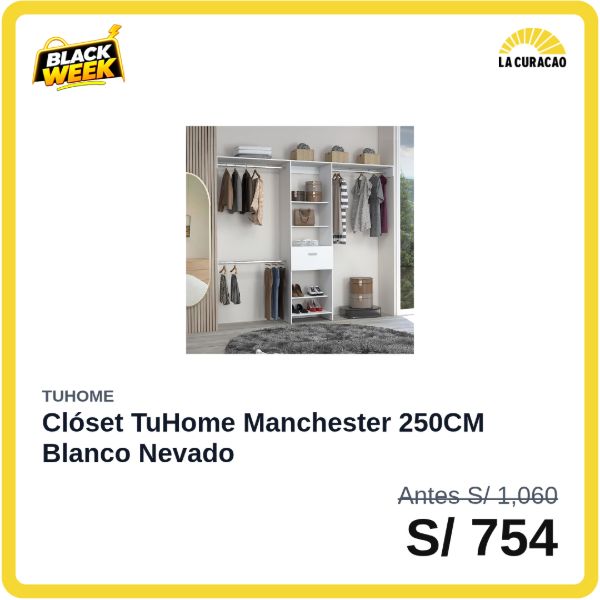 BLACK
WEEK
LA CURACAO
TUHOME
Clóset TuHome Manchester 250CM
Blanco Nevado
Antes S/ 1,060
S/ 754